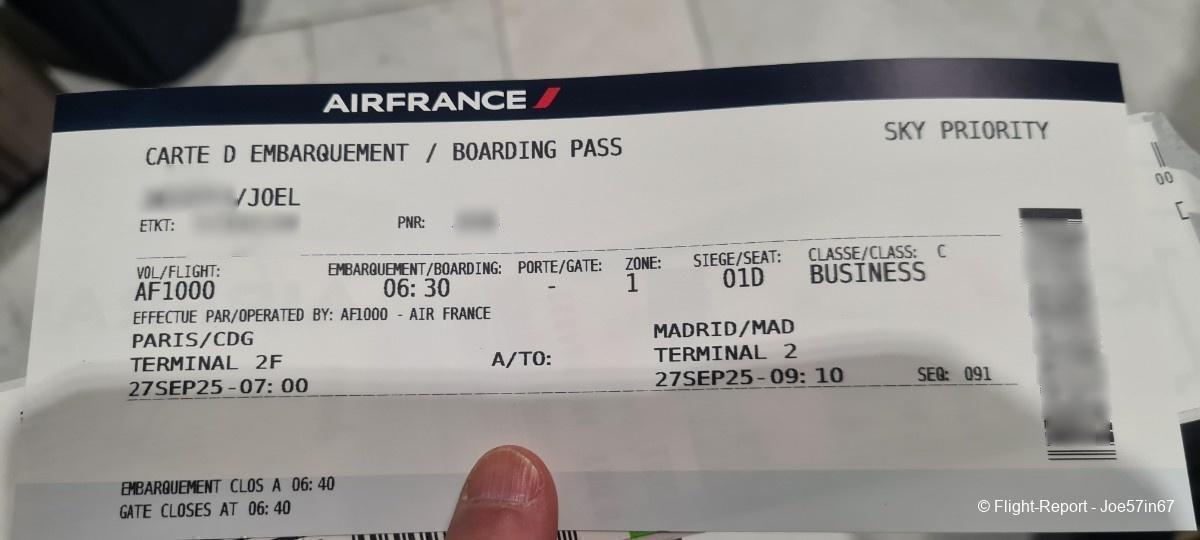 AIRFRANCE
SKY PRIORITY
CARTE D EMBARQUEMENT / BOARDING PASS
/JOEL
ETKT: PNR:
VOL/FLIGHT: EMBARQUEMENT/BOARDING: PORTE/GATE: ZONE: SIEGE/SEAT: CLASSE/CLASS: C
AF1000 06:30 - 1 01D BUSINESS
EFFECTUE PAR/OPERATED BY: AF1000 - AIR FRANCE
PARIS/CDG MADRID/MAD
TERMINAL 2F A/TO: TERMINAL 2
27SEP25-07:00 27SEP25-09:10 SEQ: 091
EMBARQUEMENT CLOS A 06:40
GATE CLOSES AT 06:40
00
© Flight-Report - Joe57in67